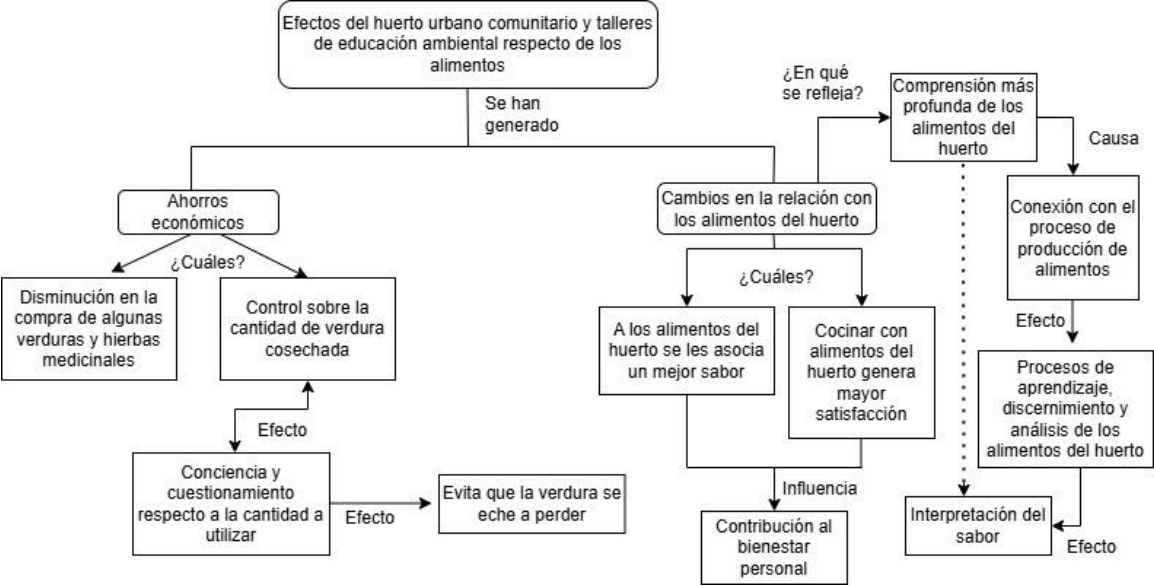 Efectos del huerto urbano comunitario y talleres
de educación ambiental respecto de los
alimentos
Se han
generado
¿En qué
se refleja?
Comprensión más
profunda de los
alimentos del
huerto
Causa
Ahorros
económicos
Cambios en la relación con
los alimentos del huerto
Conexión con el
proceso de
producción de
alimentos
¿Cuáles?
¿Cuáles?
Disminución en la
compra de algunas
verduras y hierbas
medicinales
Control sobre la
cantidad de verdura
cosechada
A los alimentos del
huerto se les asocia
un mejor sabor
Cocinar con
alimentos del
huerto genera
mayor
satisfacción
Efecto
Procesos de
aprendizaje,
discernimiento y
análisis de los
alimentos del huerto
Efecto
Conciencia y
cuestionamiento
respecto a la cantidad a
utilizar
Efecto
Evita que la verdura se
eche a perder
Influencia
Contribución al
bienestar
personal
Interpretación del
sabor
Efecto